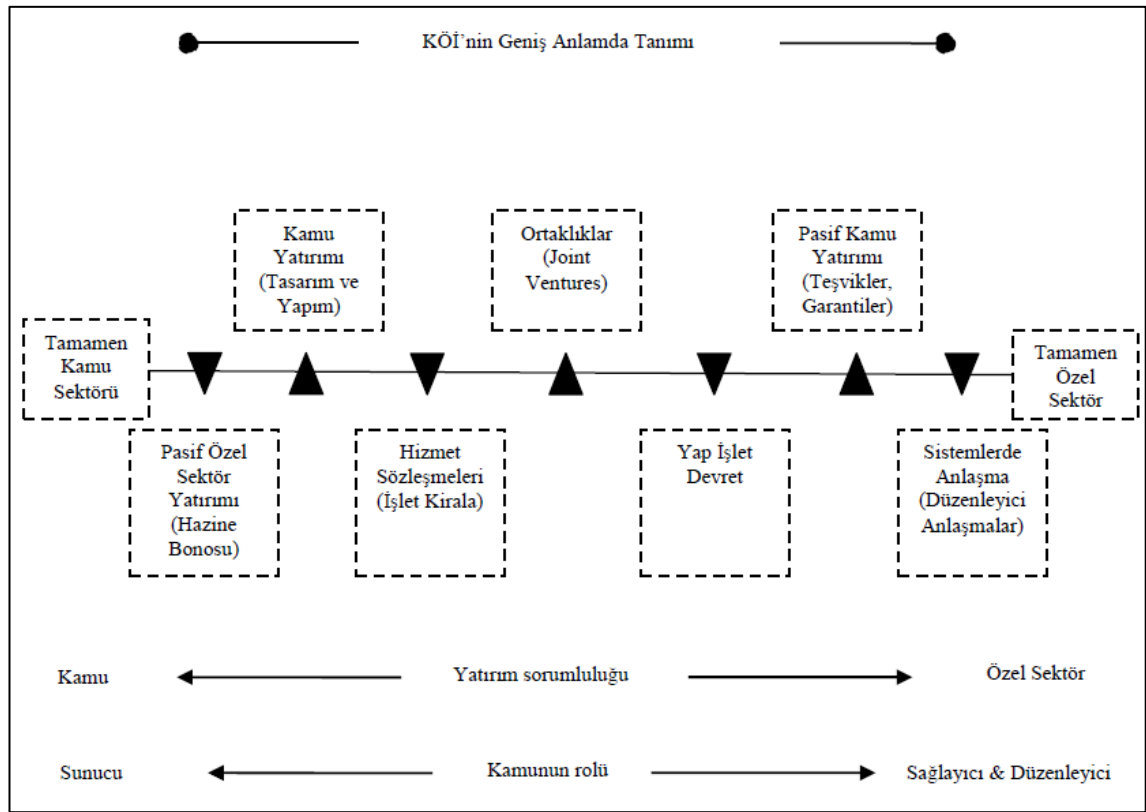 KÖİ’nin Geniş Anlamda Tanımı
Kamu
Yatırımı
(Tasarım ve
Yapım)
Ortaklıklar
(Joint
Ventures)
Pasif Kamu
Yatırımı
(Teşvikler,
Garantiler)
Tamamen
Kamu
Sektörü
Tamamen
Özel
Sektör
Pasif Özel
Sektör
Yatırımı
(Hazine
Bonosu)
Hizmet
Sözleşmeleri
(İşlet Kirala)
Yap İşlet
Devret
Sistemlerde
Anlaşma
(Düzenleyici
Anlaşmalar)
Kamu
Yatırım sorumluluğu
Özel Sektör
Sunucu
Kamunun rolü
Sağlayıcı & Düzenleyici